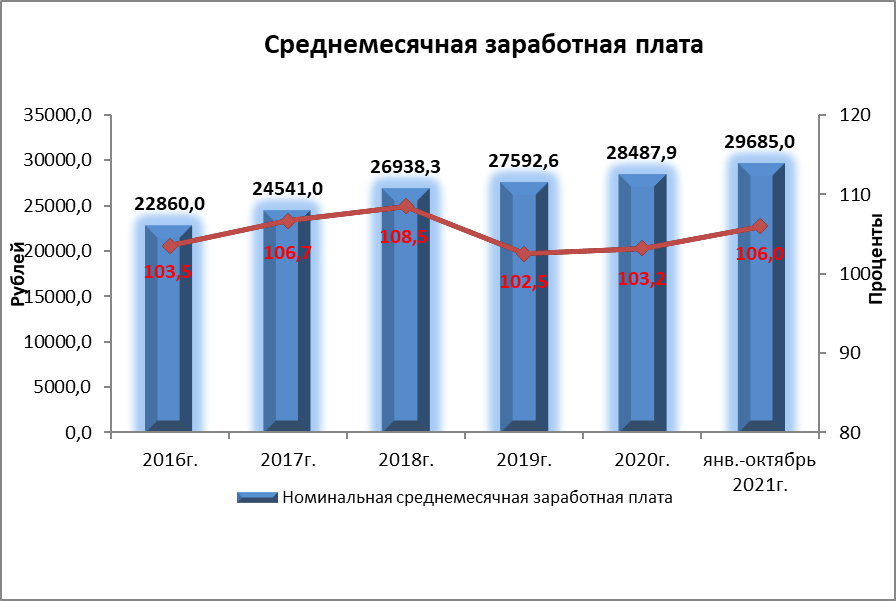 Среднемесячная заработная плата
35000,0
30000,0
25000,0
20000,0
15000,0
10000,0
5000,0
0,0
Рублей
120
110
100
90
80
Проценты
22860,0
24541,0
26938,3
27592,6
28487,9
29685,0
103,5
106,7
108,5
102,5
103,2
106,0
2016г.
2017г.
2018г.
2019г.
2020г.
янв.-октябрь
2021г.
Номинальная среднемесячная заработная плата